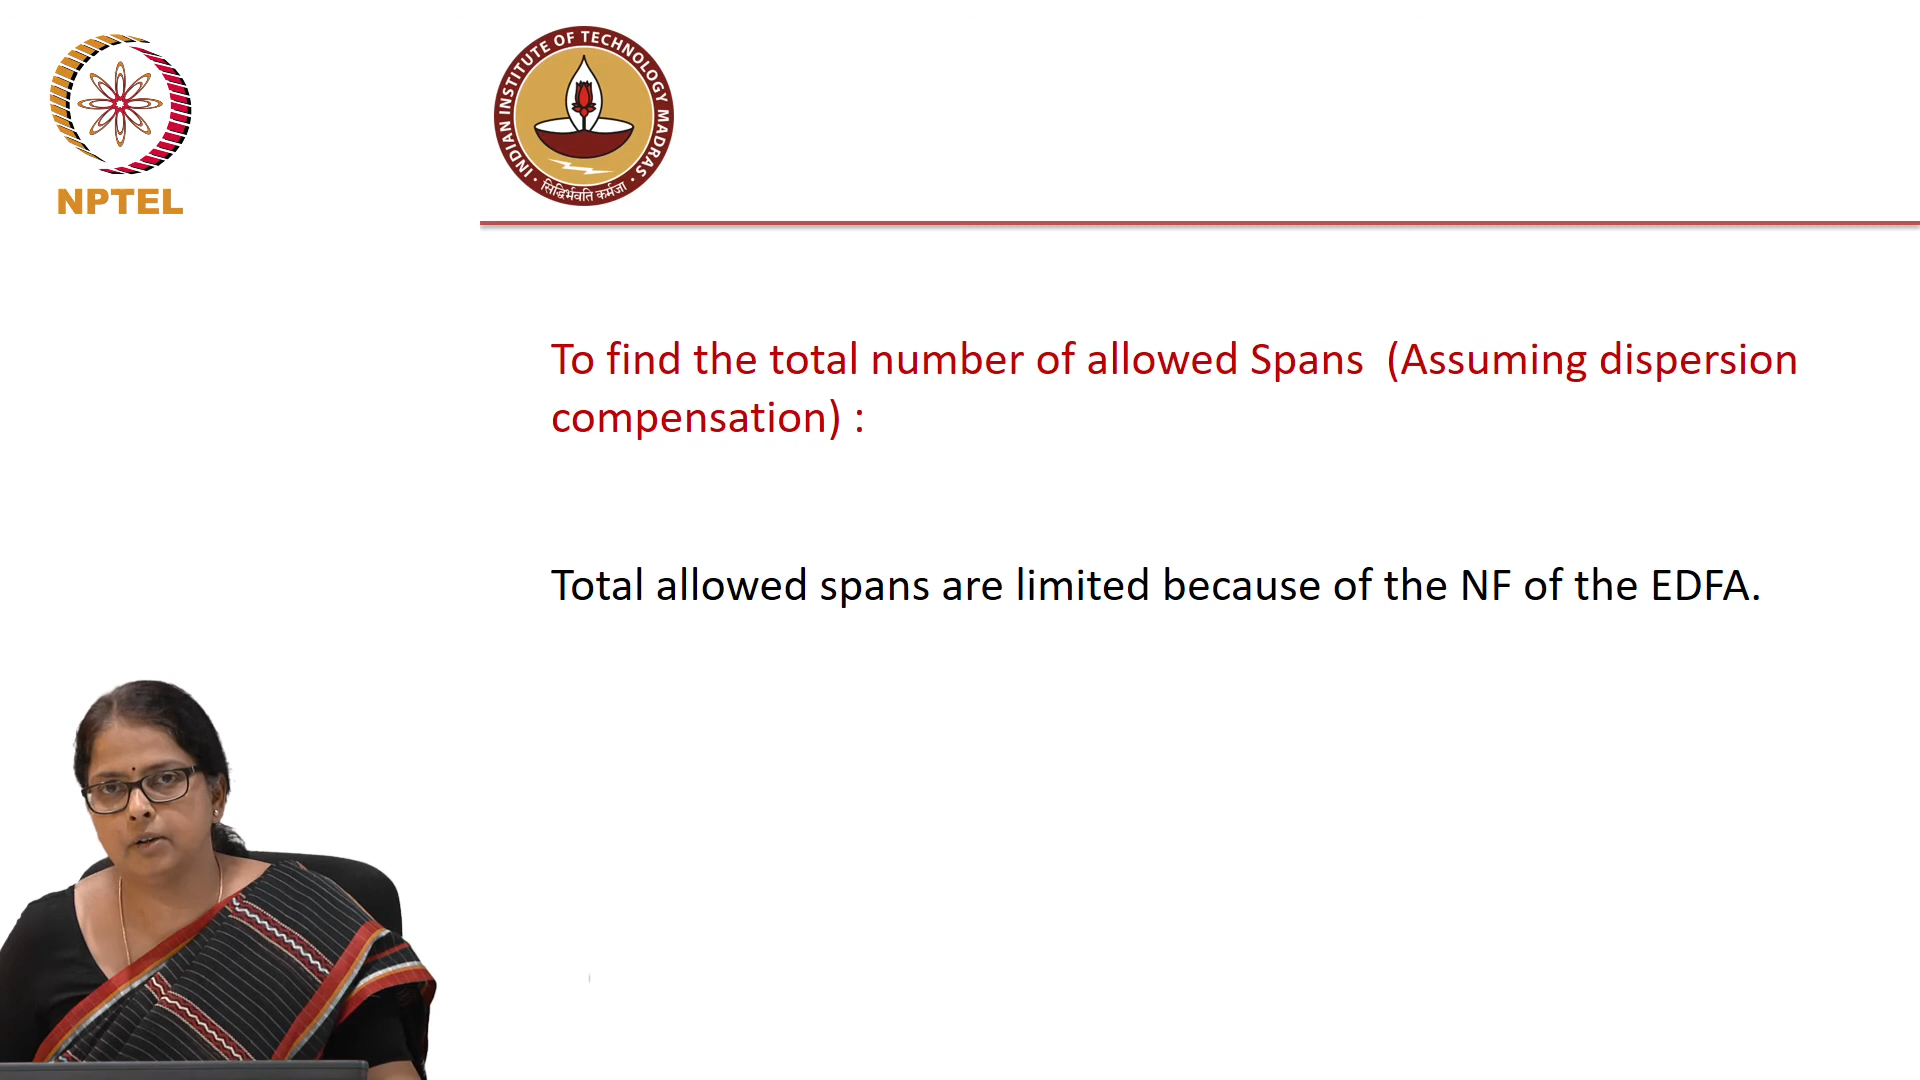 NPTEL
INDIAN INSTITUTE OF TECHNOLOGY MADRAS
सिद्धिर्भवति कर्मजा
To find the total number of allowed Spans (Assuming dispersion
compensation) :
Total allowed spans are limited because of the NF of the EDFA.